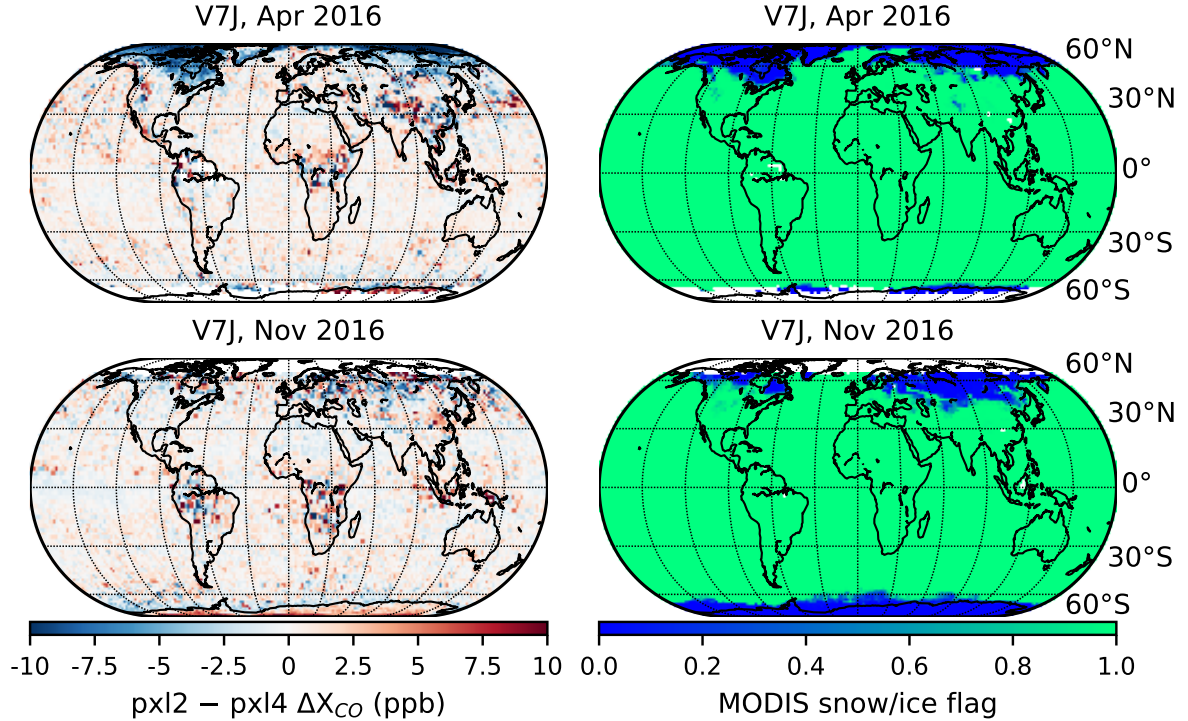 V7J, Apr 2016
V7J, Apr 2016
60°N
30°N
0°
30°S
60°S
V7J, Nov 2016
V7J, Nov 2016
60°N
30°N
0°
30°S
60°S
-10 -7.5 -5 -2.5 0 2.5 5 7.5 10
0.0 0.2 0.4 0.6 0.8 1.0
pxl2 − pxl4 ΔX_CO (ppb)
MODIS snow/ice flag